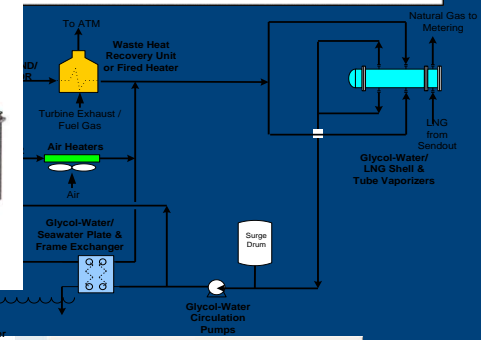 To ATM
Natural Gas to
Metering
Waste Heat
Recovery Unit
or Fired Heater
ND/
Turbine Exhaust /
Fuel Gas
LNG
from
Sendout
Air Heaters
Glycol-Water/
LNG Shell &
Tube Vaporizers
Air
Glycol-Water/
Seawater Plate &
Frame Exchanger
Surge
Drum
Glycol-Water
Circulation
Pumps